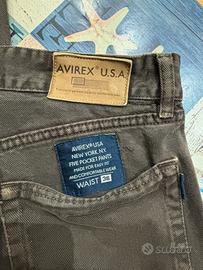 AVIREX U.S.A.
AVIREX® USA
NEW YORK, NY
FIVE POCKET PANTS
MADE FOR EASY FIT
AND COMFORTABLE WEAR
WAIST 36
subito